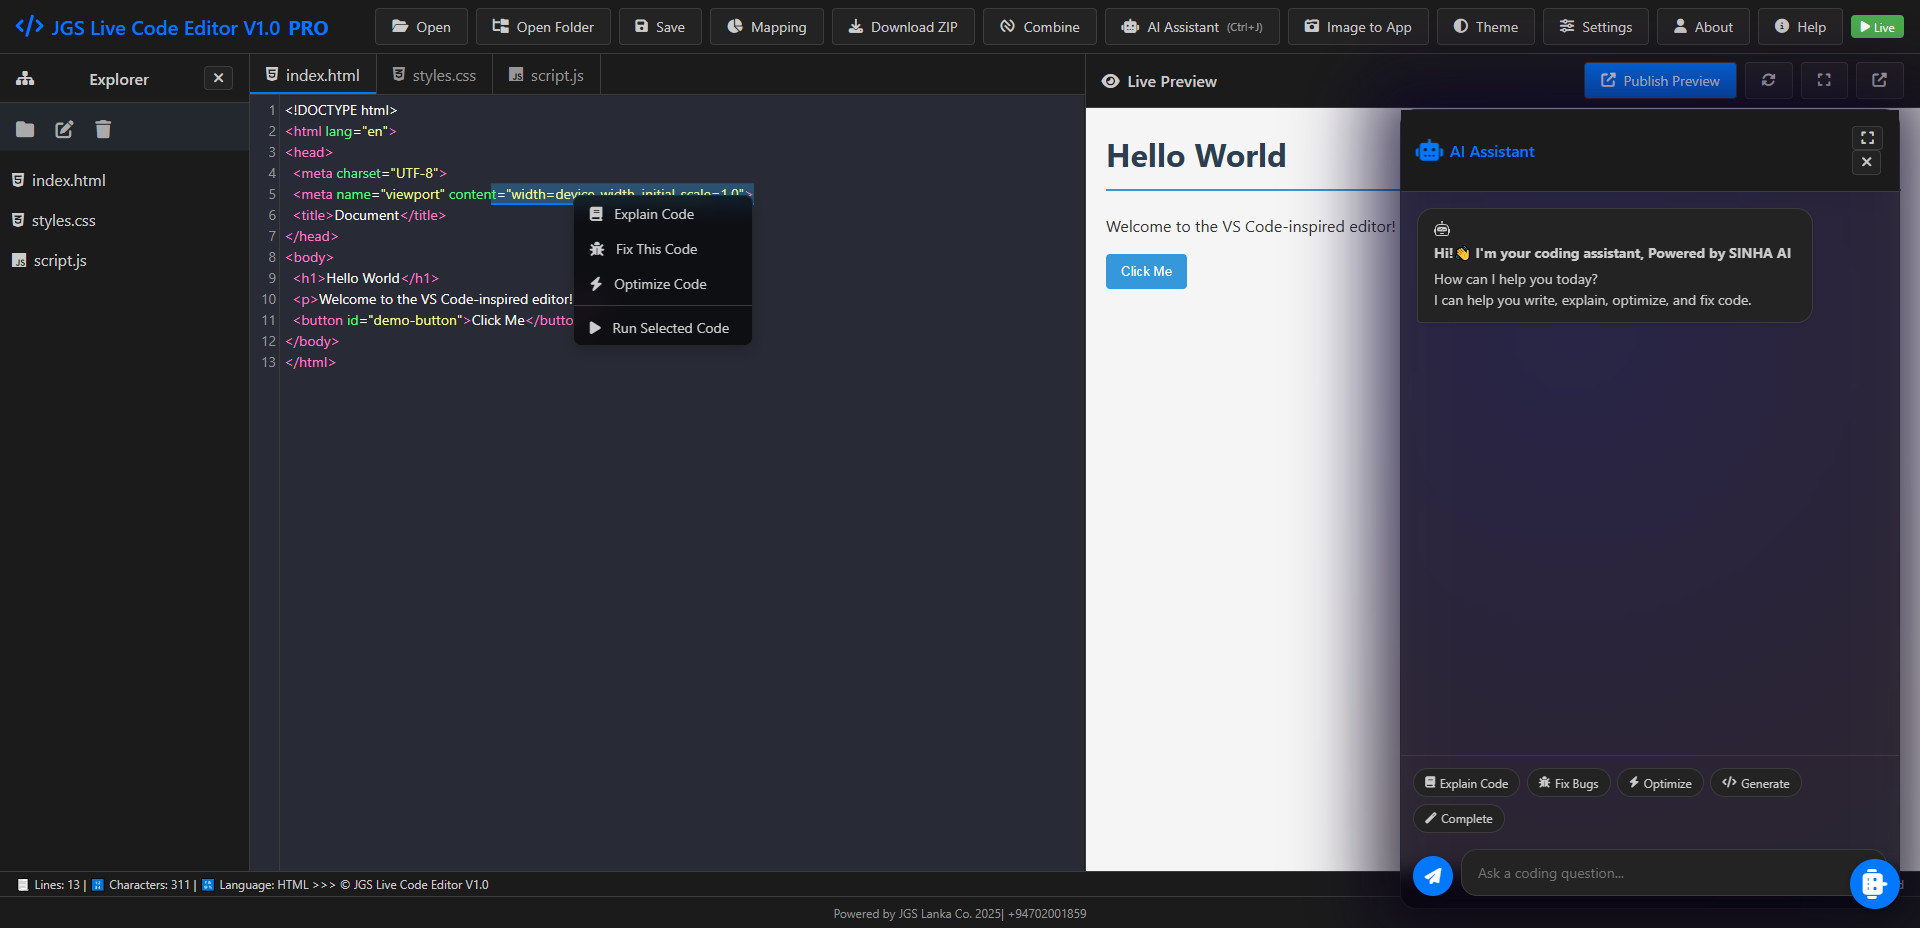 </> JGS Live Code Editor V1.0 PRO
Open
Open Folder
Save
Mapping
Download ZIP
Combine
AI Assistant (Ctrl+J)
Image to App
Theme
Settings
About
Help
Live
Explorer
index.html
styles.css
script.js
index.html
styles.css
script.js
1 <!DOCTYPE html>
2 <html lang="en">
3 <head>
4 <meta charset="UTF-8">
5 <meta name="viewport" content="width=device-width, initial-scale=1.0">
6 <title>Document</title>
7 </head>
8 <body>
9 <h1>Hello World</h1>
10 <p>Welcome to the VS Code-inspired editor!
11 <button id="demo-button">Click Me</butto
12 </body>
13 </html>
Explain Code
Fix This Code
Optimize Code
Run Selected Code
Live Preview
Publish Preview
Hello World
Welcome to the VS Code-inspired editor!
Click Me
AI Assistant
Hi! 👋 I'm your coding assistant, Powered by SINHA AI
How can I help you today?
I can help you write, explain, optimize, and fix code.
Explain Code
Fix Bugs
Optimize
</> Generate
Complete
Ask a coding question...
Lines: 13 | Characters: 311 | Language: HTML >>> © JGS Live Code Editor V1.0
Powered by JGS Lanka Co. 2025| +94702001859